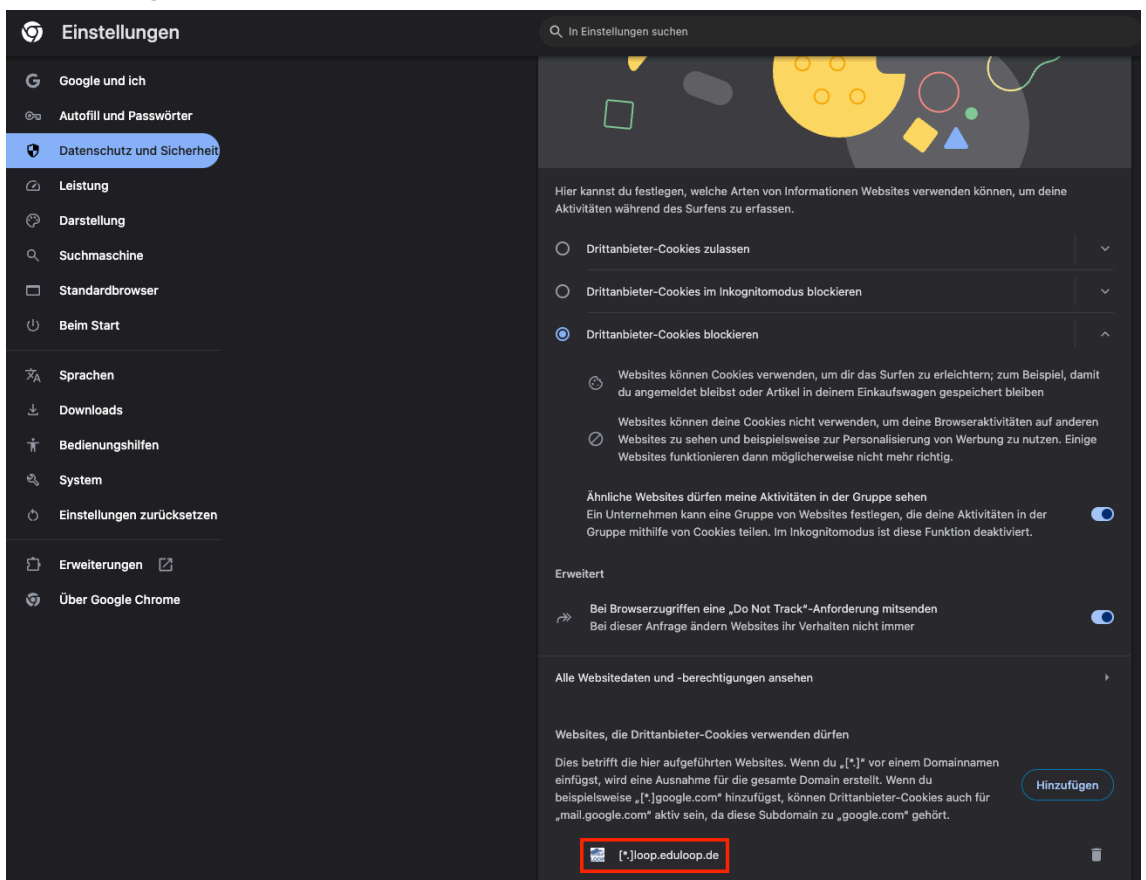 Einstellungen
In Einstellungen suchen
Google und ich
Autofill und Passwörter
Datenschutz und Sicherheit
Leistung
Darstellung
Suchmaschine
Standardbrowser
Beim Start
Sprachen
Downloads
Bedienungshilfen
System
Einstellungen zurücksetzen
Erweiterungen
Über Google Chrome
Hier kannst du festlegen, welche Arten von Informationen Websites verwenden können, um deine
Aktivitäten während des Surfens zu erfassen.
Drittanbieter-Cookies zulassen
Drittanbieter-Cookies im Inkognitomodus blockieren
Drittanbieter-Cookies blockieren
Websites können Cookies verwenden, um dir das Surfen zu erleichtern; zum Beispiel, damit
du angemeldet bleibst oder Artikel in deinem Einkaufswagen gespeichert bleiben
Websites können deine Cookies nicht verwenden, um deine Browseraktivitäten auf anderen
Websites zu sehen und beispielsweise zur Personalisierung von Werbung zu nutzen. Einige
Websites funktionieren dann möglicherweise nicht mehr richtig.
Ähnliche Websites dürfen meine Aktivitäten in der Gruppe sehen
Ein Unternehmen kann eine Gruppe von Websites festlegen, die deine Aktivitäten in der
Gruppe mithilfe von Cookies teilen. Im Inkognitomodus ist diese Funktion deaktiviert.
Erweitert
Bei Browserzugriffen eine „Do Not Track"-Anforderung mitsenden
Bei dieser Anfrage ändern Websites ihr Verhalten nicht immer
Alle Websitedaten und -berechtigungen ansehen
Websites, die Drittanbieter-Cookies verwenden dürfen
Dies betrifft die hier aufgeführten Websites. Wenn du „[*.]" vor einem Domainnamen
einfügst, wird eine Ausnahme für die gesamte Domain erstellt. Wenn du
beispielsweise „[*.]google.com" hinzufügst, können Drittanbieter-Cookies auch für
„mail.google.com" aktiv sein, da diese Subdomain zu „google.com" gehört.
Hinzufügen
[*.]loop.eduloop.de